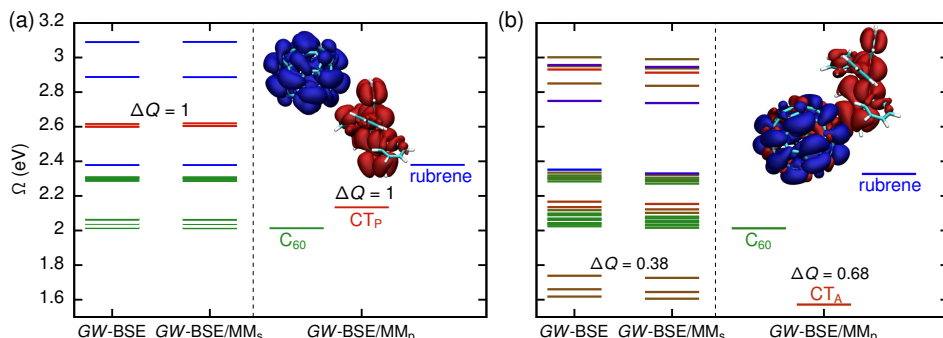 (a)
3.2
3
2.8
2.6
2.4
2.2
2
1.8
1.6
Ω (eV)
ΔQ = 1
ΔQ = 1
CT_P
C₆₀
rubrene
GW-BSE GW-BSE/MMₛ GW-BSE/MMₚ
(b)
ΔQ = 0.38
C₆₀
rubrene
ΔQ = 0.68
CT_A
GW-BSE GW-BSE/MMₛ GW-BSE/MMₚ